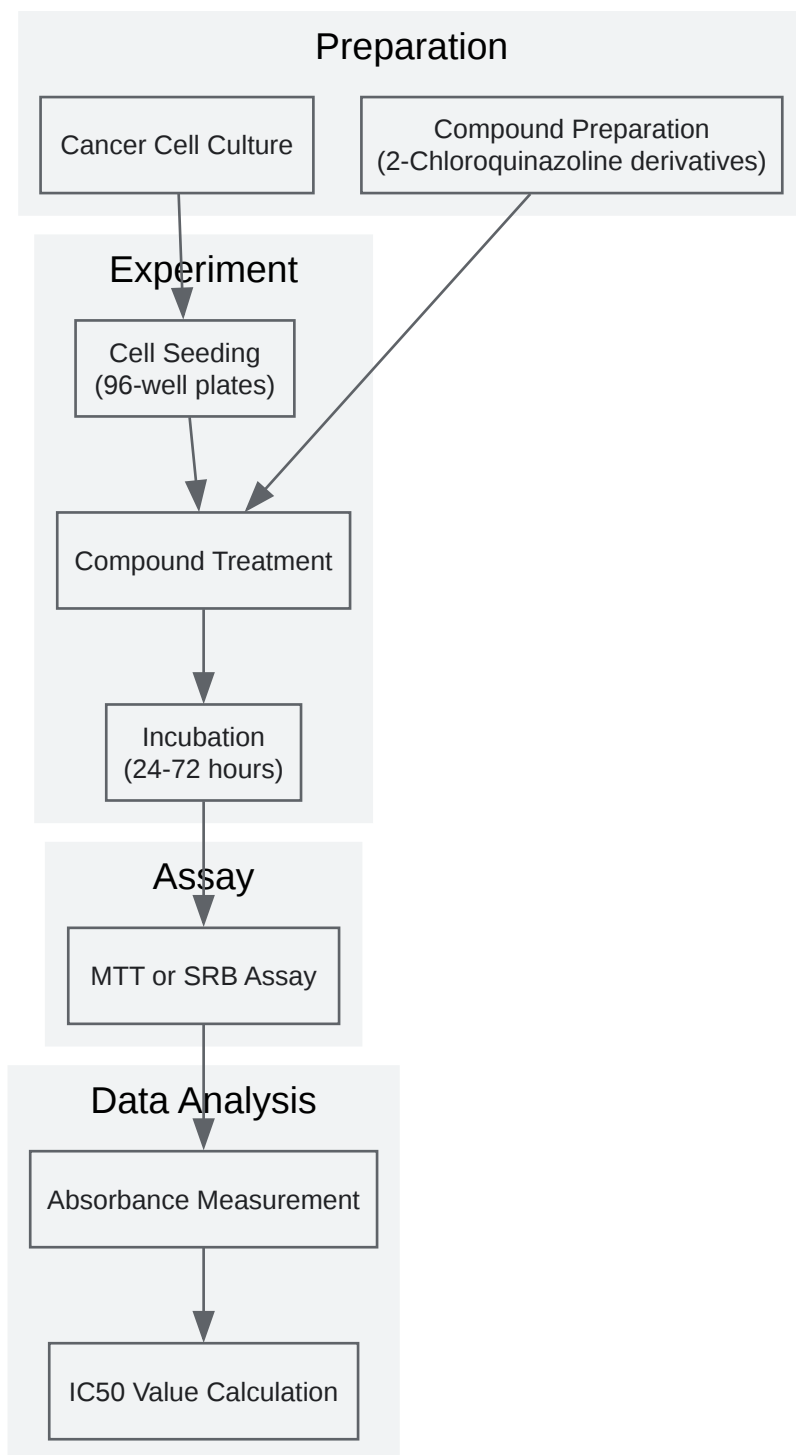 Preparation
Cancer Cell Culture
Compound Preparation
(2-Chloroquinazoline derivatives)
Experiment
Cell Seeding
(96-well plates)
Compound Treatment
Incubation
(24-72 hours)
Assay
MTT or SRB Assay
Data Analysis
Absorbance Measurement
IC50 Value Calculation